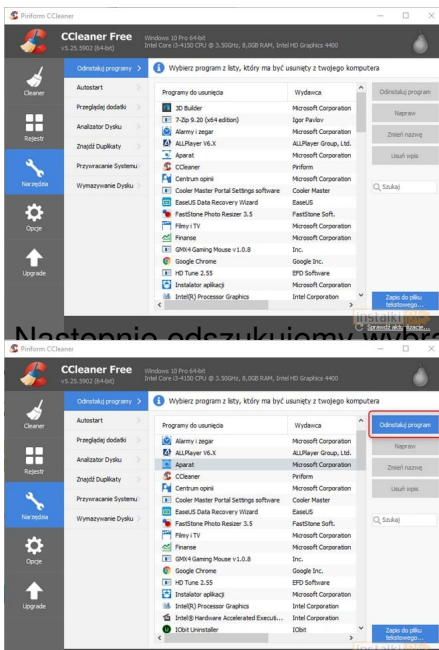 Piriform CCleaner
CCleaner Free
v5.25.5902 (64-bit)
Windows 10 Pro 64-bit
Intel Core i3-4150 CPU @ 3.50GHz, 8,0GB RAM, Intel HD Graphics 4400
Cleaner
Rejestr
Narzędzia
Opcje
Upgrade
Odinstaluj programy
Autostart
Przeglądaj dodatki
Analizator Dysku
Znajdź Duplikaty
Przywracanie Systemu
Wymazywanie Dysku
Wybierz program z listy, który ma być usunięty z twojego komputera
Programy do usunięcia Wydawca
3D Builder Microsoft Corporation
7-Zip 9.20 (x64 edition) Igor Pavlov
Alarmy i zegar Microsoft Corporation
ALLPlayer V6.X ALLPlayer Group, Ltd.
Aparat Microsoft Corporation
CCleaner Piriform
Centrum opinii Microsoft Corporation
Cooler Master Portal Settings software Cooler Master
EaseUS Data Recovery Wizard EaseUS
FastStone Photo Resizer 3.5 FastStone Soft.
Filmy i TV Microsoft Corporation
Finanse Microsoft Corporation
GMX4 Gaming Mouse v1.0.8 Inc.
Google Chrome Google Inc.
HD Tune 2.55 EFD Software
Instalator aplikacji Microsoft Corporation
Intel(R) Processor Graphics Intel Corporation
Odinstaluj program
Napraw
Zmień nazwę
Usuń wpis
Szukaj
Zapis do pliku
tekstowego...
instalki
Sprawdź aktualizacje...
Następnie odszukujemy wybra
Piriform CCleaner
CCleaner Free
v5.25.5902 (64-bit)
Windows 10 Pro 64-bit
Intel Core i3-4150 CPU @ 3.50GHz, 8,0GB RAM, Intel HD Graphics 4400
Cleaner
Rejestr
Narzędzia
Opcje
Upgrade
Odinstaluj programy
Autostart
Przeglądaj dodatki
Analizator Dysku
Znajdź Duplikaty
Przywracanie Systemu
Wymazywanie Dysku
Wybierz program z listy, który ma być usunięty z twojego komputera
Programy do usunięcia Wydawca
Alarmy i zegar Microsoft Corporation
ALLPlayer V6.X ALLPlayer Group, Ltd.
Aparat Microsoft Corporation
CCleaner Piriform
Centrum opinii Microsoft Corporation
Cooler Master Portal Settings software Cooler Master
EaseUS Data Recovery Wizard EaseUS
FastStone Photo Resizer 3.5 FastStone Soft.
Filmy i TV Microsoft Corporation
Finanse Microsoft Corporation
GMX4 Gaming Mouse v1.0.8 Inc.
Google Chrome Google Inc.
HD Tune 2.55 EFD Software
Instalator aplikacji Microsoft Corporation
Intel(R) Processor Graphics Intel Corporation
Intel® Hardware Accelerated Executi... Intel Corporation
IObit Uninstaller IObit
Odinstaluj program
Napraw
Zmień nazwę
Usuń wpis
Szukaj
Zapis do pliku
tekstowego...
instalki